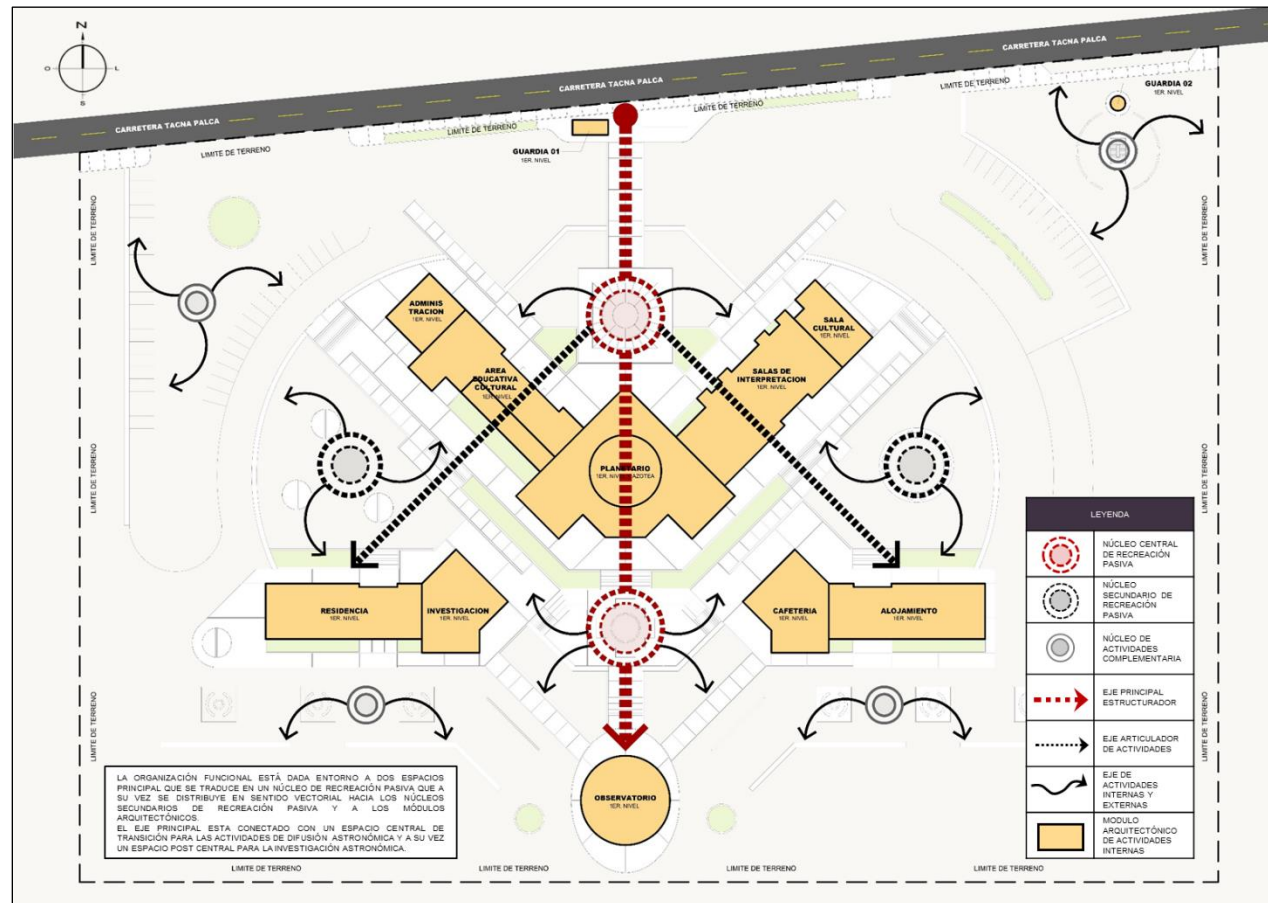 N
O
L
S
CARRETERA TACNA PALCA
CARRETERA TACNA PALCA
CARRETERA TACNA PALCA
LIMITE DE TERRENO
LIMITE DE TERRENO
LIMITE DE TERRENO
LIMITE DE TERRENO
GUARDIA 02
1ER. NIVEL
GUARDIA 01
1ER. NIVEL
LIMITE DE TERRENO
LIMITE DE TERRENO
ADMINIS
TRACION
1ER. NIVEL
SALA
CULTURAL
1ER. NIVEL
AREA
EDUCATIVA
CULTURAL
1ER. NIVEL
SALAS DE
INTERPRETACION
1ER. NIVEL
PLANETARIO
1ER. NIVEL AZOTEA
LIMITE DE TERRENO
LIMITE DE TERRENO
RESIDENCIA
1ER. NIVEL
INVESTIGACION
1ER. NIVEL
CAFETERIA
1ER. NIVEL
ALOJAMIENTO
1ER. NIVEL
LIMITE DE TERRENO
LIMITE DE TERRENO
OBSERVATORIO
1ER. NIVEL
LEYENDA
NÚCLEO CENTRAL
DE RECREACIÓN
PASIVA
NÚCLEO
SECUNDARIO DE
RECREACIÓN
PASIVA
NÚCLEO DE
ACTIVIDADES
COMPLEMENTARIA
EJE PRINCIPAL
ESTRUCTURADOR
EJE ARTICULADOR
DE ACTIVIDADES
EJE DE
ACTIVIDADES
INTERNAS Y
EXTERNAS
MODULO
ARQUITECTÓNICO
DE ACTIVIDADES
INTERNAS
LA ORGANIZACIÓN FUNCIONAL ESTÁ DADA ENTORNO A DOS ESPACIOS
PRINCIPAL QUE SE TRADUCE EN UN NÚCLEO DE RECREACIÓN PASIVA QUE A
SU VEZ SE DISTRIBUYE EN SENTIDO VECTORIAL HACIA LOS NÚCLEOS
SECUNDARIOS DE RECREACIÓN PASIVA Y A LOS MÓDULOS
ARQUITECTÓNICOS.
EL EJE PRINCIPAL ESTA CONECTADO CON UN ESPACIO CENTRAL DE
TRANSICIÓN PARA LAS ACTIVIDADES DE DIFUSIÓN ASTRONÓMICA Y A SU VEZ
UN ESPACIO POST CENTRAL PARA LA INVESTIGACIÓN ASTRONÓMICA.
LIMITE DE TERRENO
LIMITE DE TERRENO
LIMITE DE TERRENO
LIMITE DE TERRENO